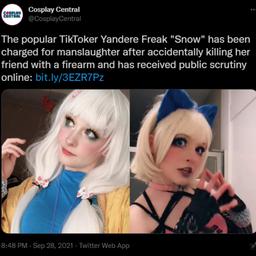 Cosplay Central
@CosplayCentral
The popular TikToker Yandere Freak "Snow" has been
charged for manslaughter after accidentally killing her
friend with a firearm and has received public scrutiny
online: bit.ly/3EZR7Pz
8:48 PM - Sep 28, 2021 - Twitter Web App